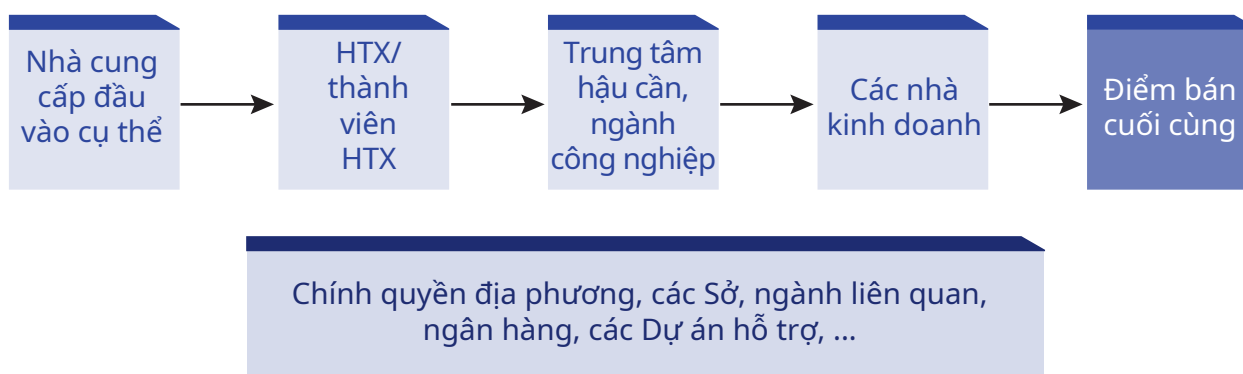 Nhà cung
cấp đầu
vào cụ thể
HTX/
thành
viên
HTX
Trung tâm
hậu cần,
ngành
công nghiệp
Các nhà
kinh doanh
Điểm bán
cuối cùng
Chính quyền địa phương, các Sở, ngành liên quan,
ngân hàng, các Dự án hỗ trợ, ...